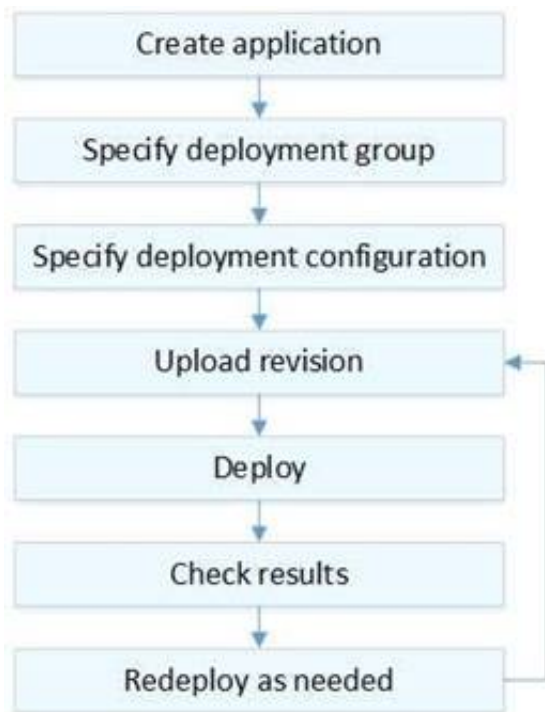 Create application
Specify deployment group
Specify deployment configuration
Upload revision
Deploy
Check results
Redeploy as needed